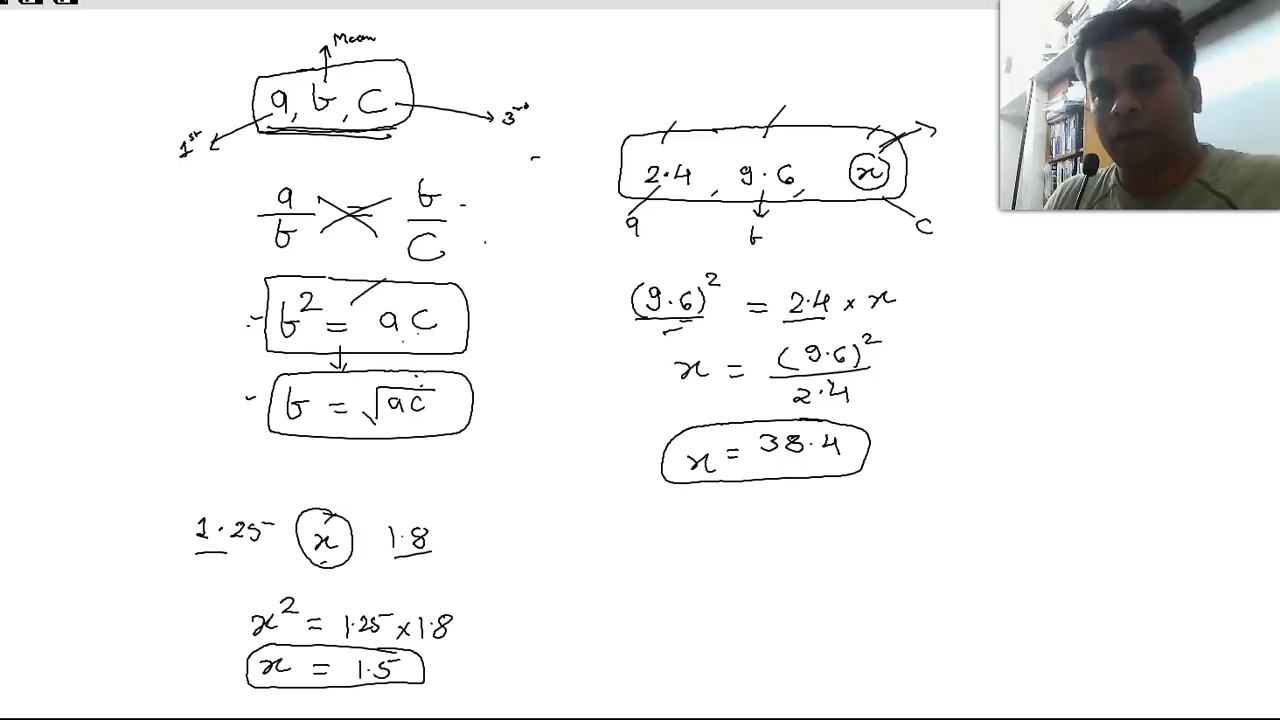 Mean
a, b, c
1st
3rd
a/b = b/c
b² = ac
b = √ac
1.25 x 1.8
x² = 1.25 × 1.8
x = 1.5
2.4, 9.6, x
a b c
(9.6)² = 2.4 × x
x = (9.6)²/2.4
x = 38.4